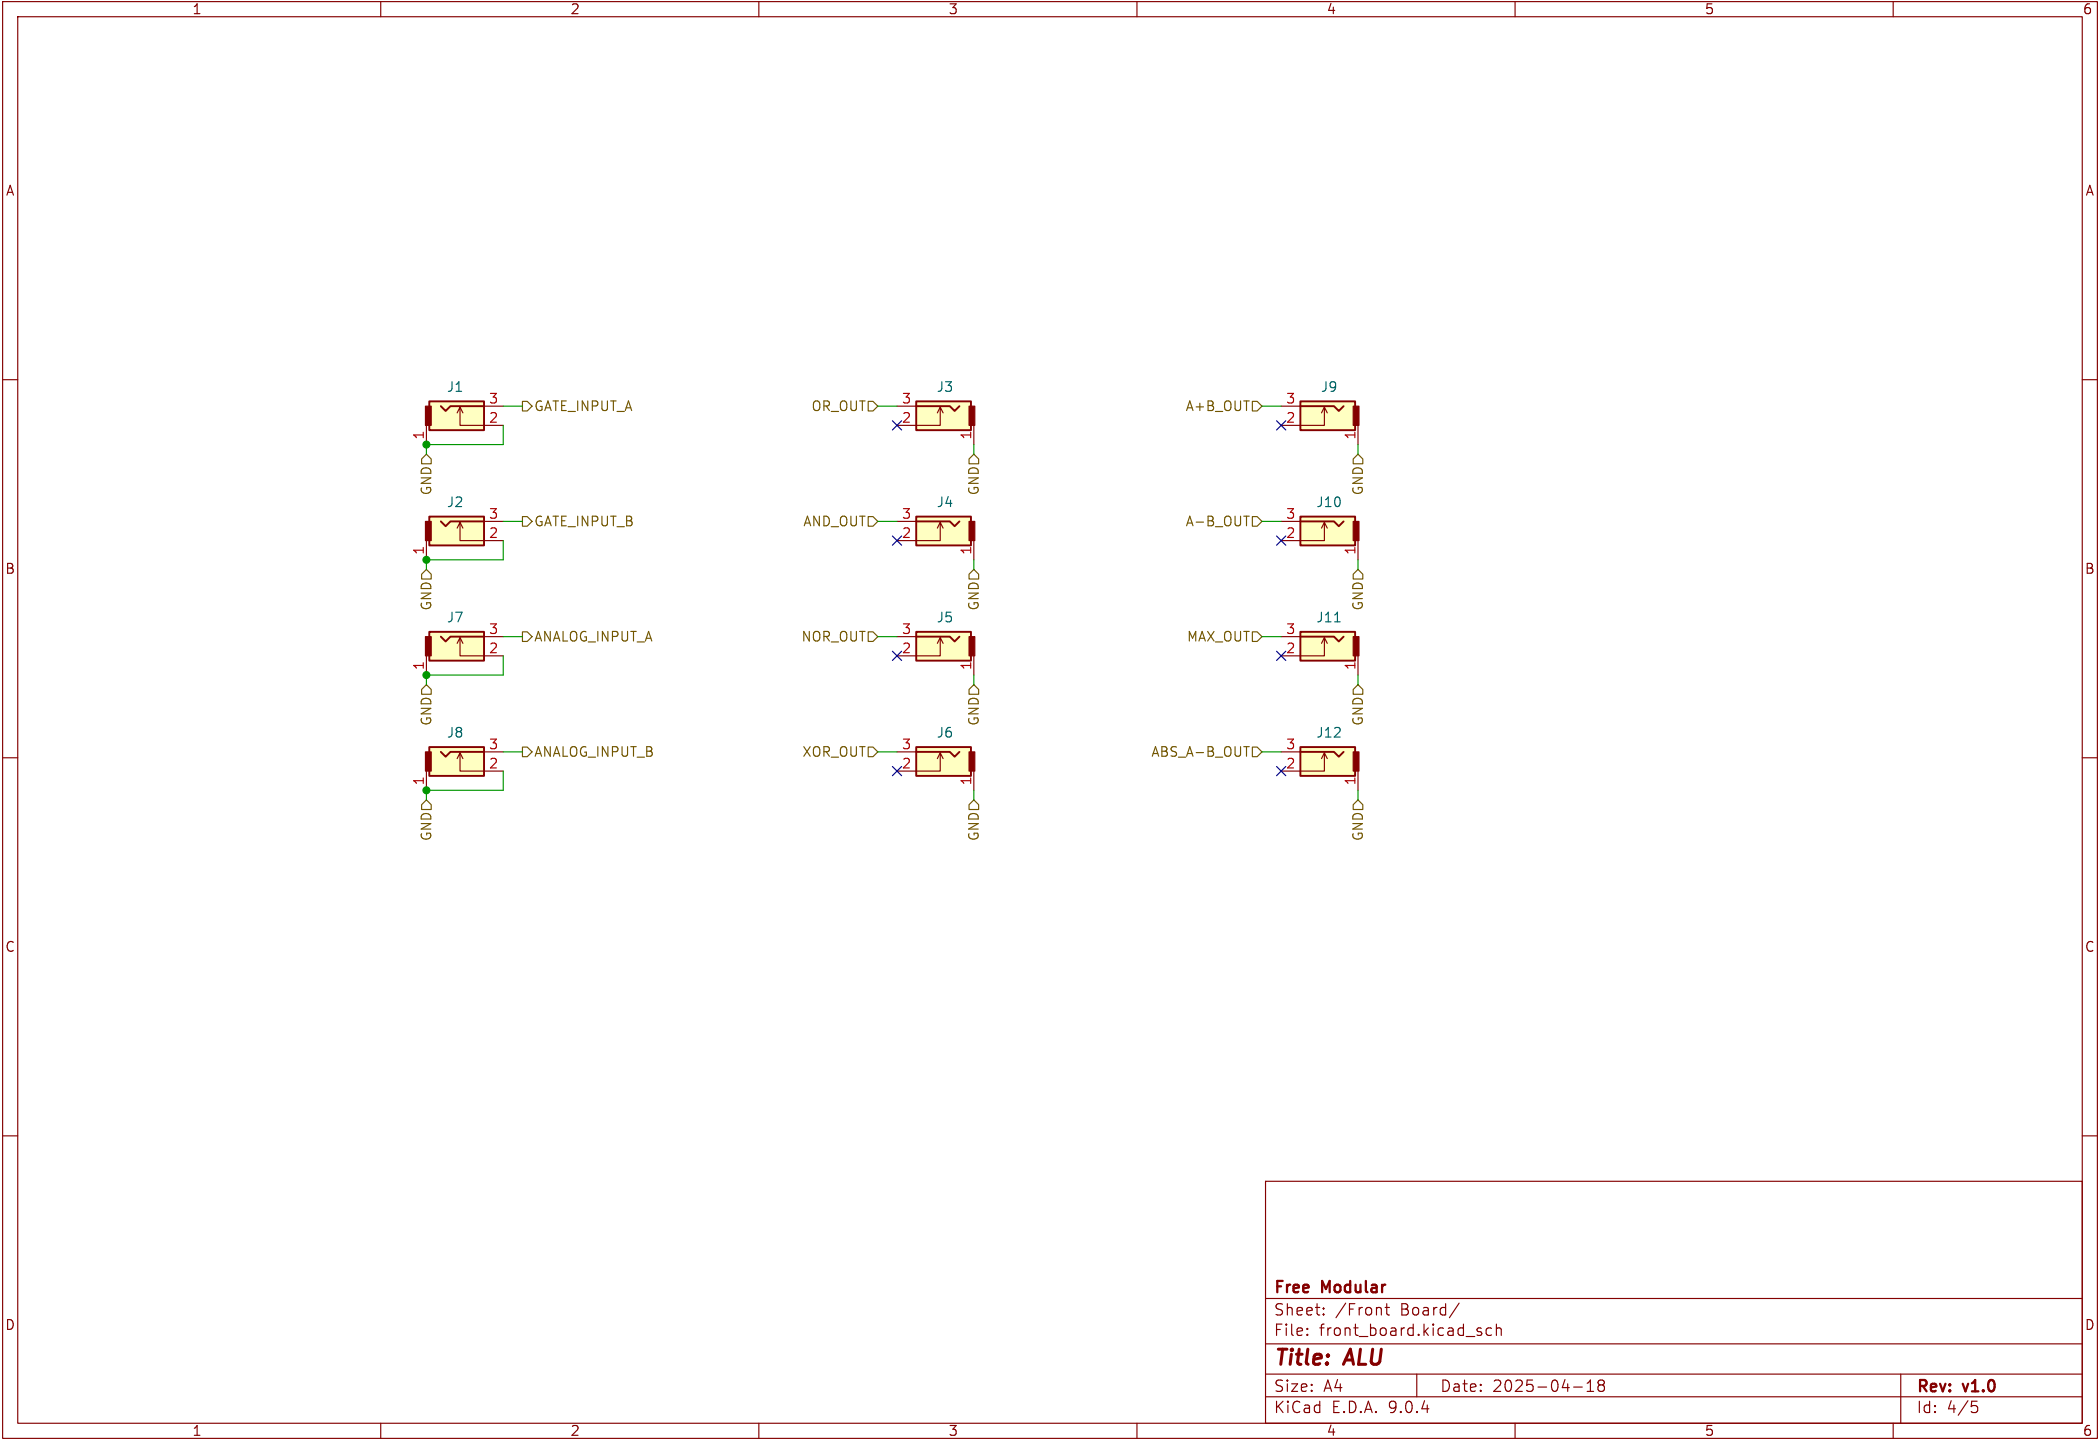 1 2 3 4 5 6
A A
J1 J3 J9
3 GATE_INPUT_A OR_OUT 3 A+B_OUT 3
2 2 2
1 1 1
GND GND GND
J2 J4 J10
3 GATE_INPUT_B AND_OUT 3 A-B_OUT 3
2 2 2
1 1 1
B B
GND GND GND
J7 J5 J11
3 ANALOG_INPUT_A NOR_OUT 3 MAX_OUT 3
2 2 2
1 1 1
GND GND GND
J8 J6 J12
3 ANALOG_INPUT_B XOR_OUT 3 ABS_A-B_OUT 3
2 2 2
1 1 1
GND GND GND
C C
Free Modular
Sheet: /Front Board/
D D
File: front_board.kicad_sch
Title: ALU
Size: A4 Date: 2025-04-18 Rev: v1.0
KiCad E.D.A. 9.0.4 Id: 4/5
1 2 3 4 5 6